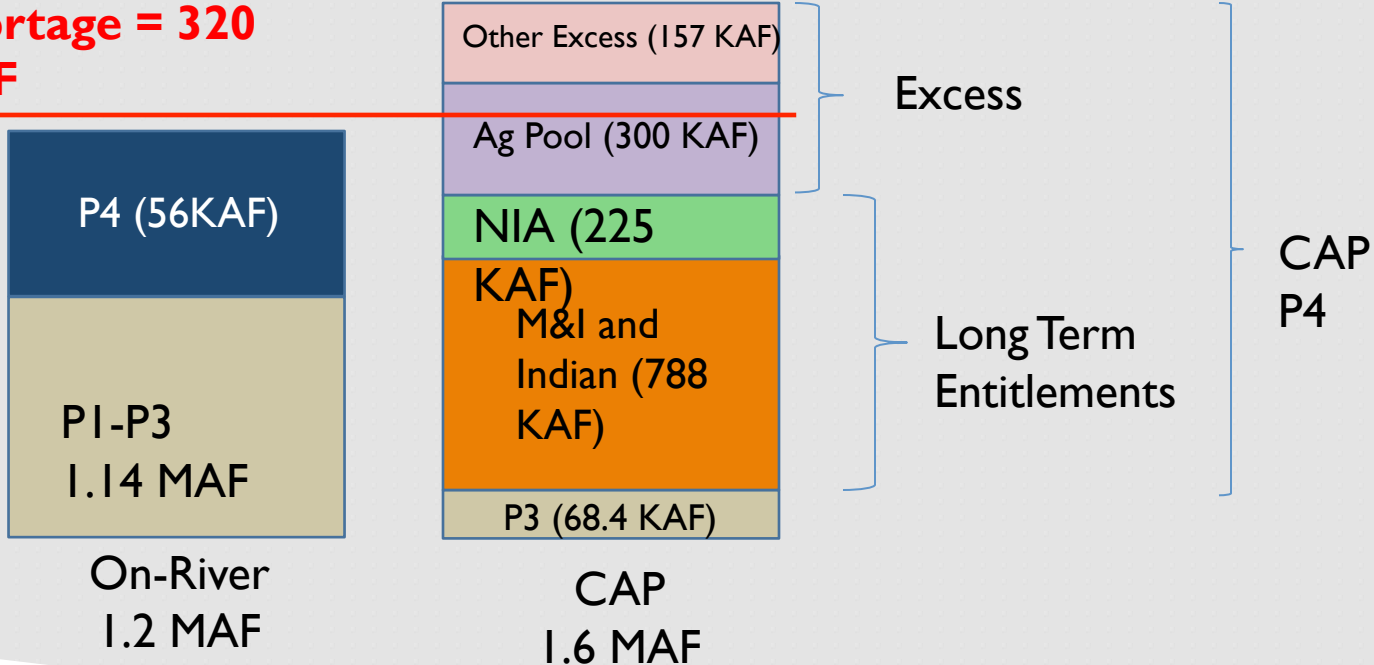 ortage = 320
F
Other Excess (157 KAF)
Excess
Ag Pool (300 KAF)
P4 (56KAF)
NIA (225
KAF)
M&I and
Indian (788
KAF)
CAP
P4
Long Term
Entitlements
P1-P3
1.14 MAF
P3 (68.4 KAF)
On-River
1.2 MAF
CAP
1.6 MAF